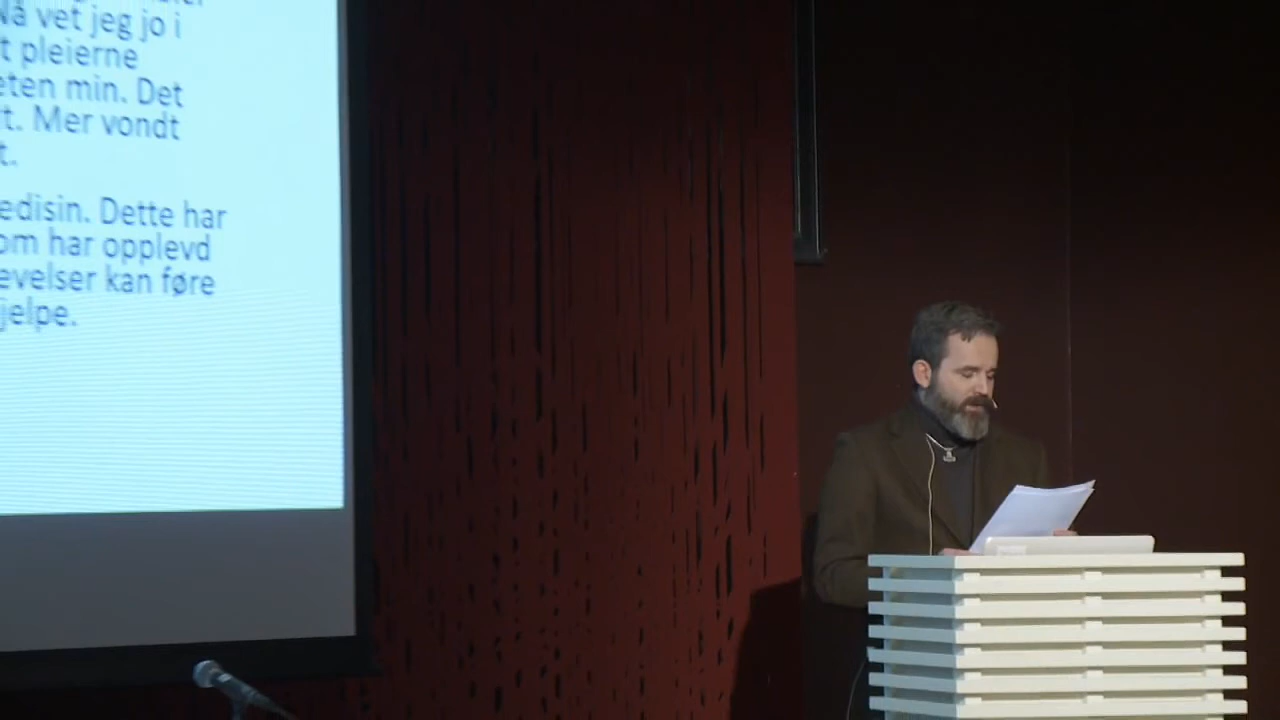 Nå vet jeg jo i
t pleierne
eten min. Det
t. Mer vondt
t.
edisin. Dette har
om har opplevd
evelser kan føre
jelpe.